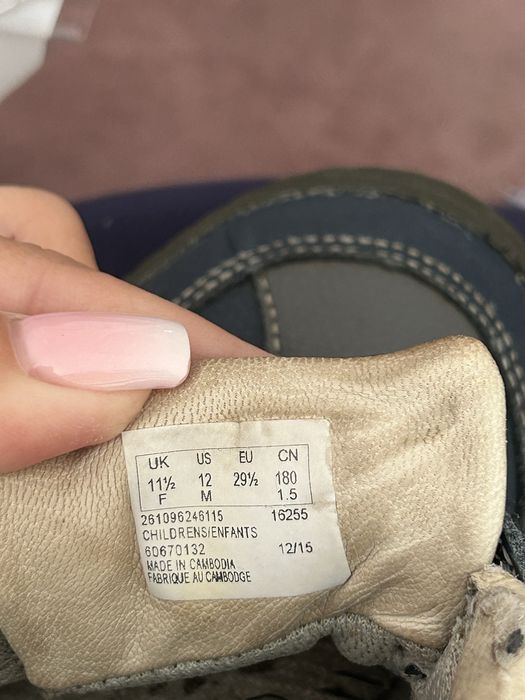 UK US EU CN
11½ 12 29½ 180
F M 1.5
261096246115 16255
CHILDRENS/ENFANTS
60670132 12/15
MADE IN CAMBODIA
FABRIQUE AU CAMBODGE